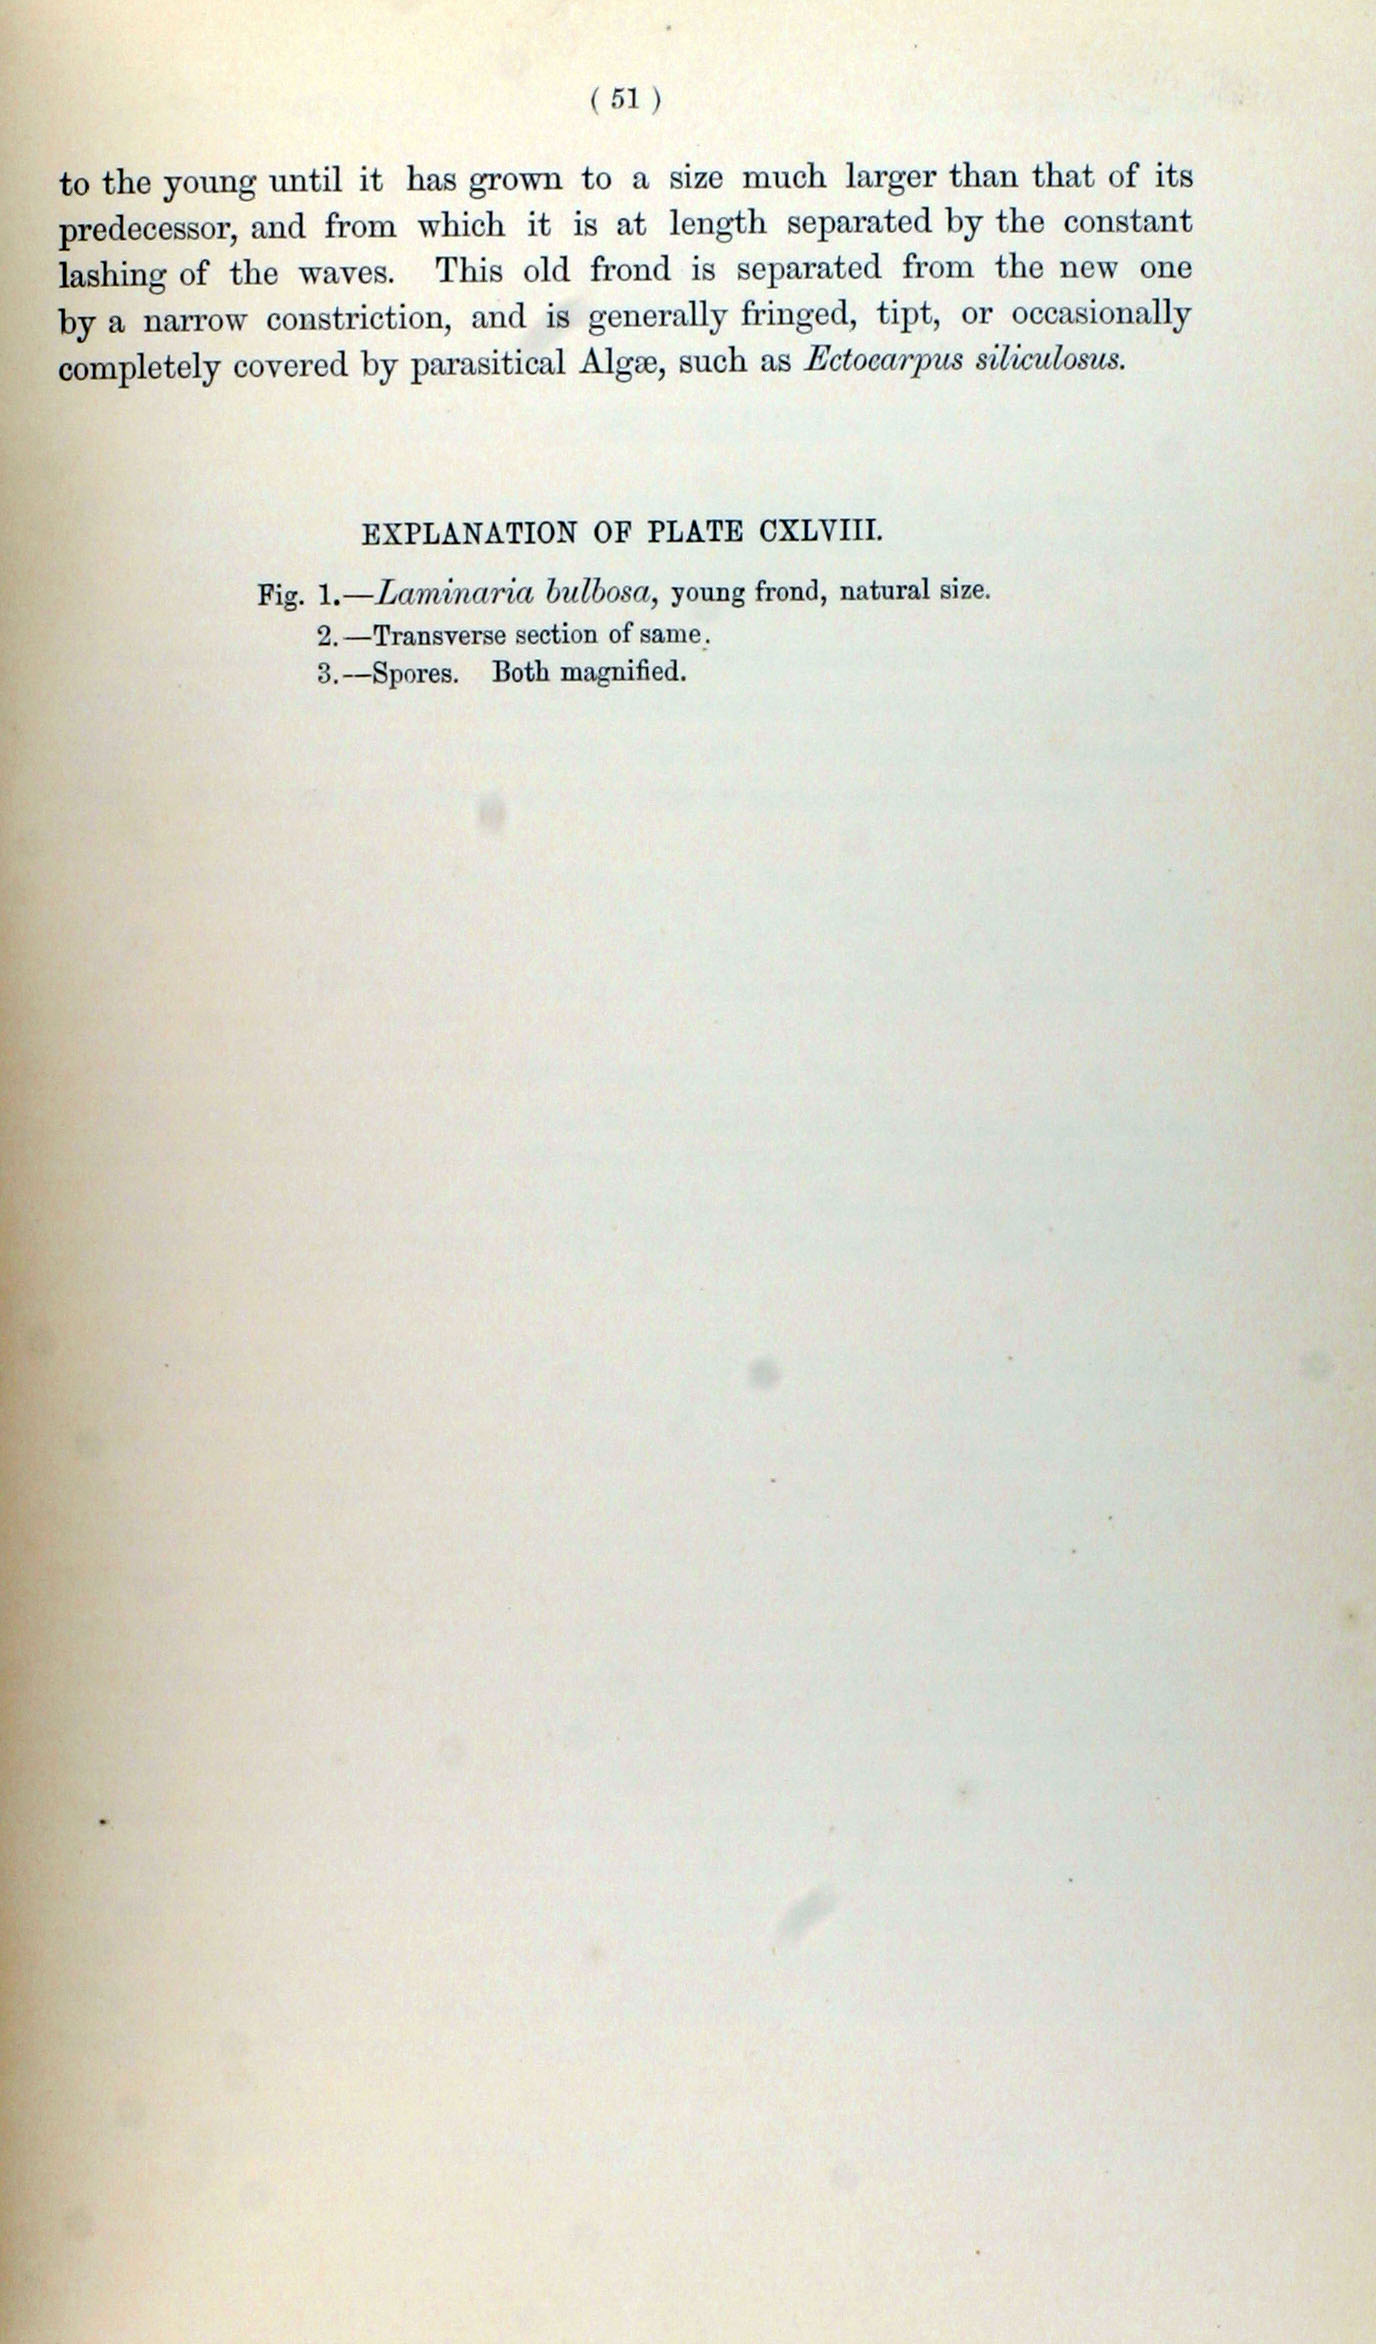 ( 51 )
to the young until it has grown to a size much larger than that of its
predecessor, and from which it is at length separated by the constant
lashing of the waves. This old frond is separated from the new one
by a narrow constriction, and is generally fringed, tipt, or occasionally
completely covered by parasitical Algæ, such as Ectocarpus siliculosus.
EXPLANATION OF PLATE CXLVIII.
Fig. 1.—Laminaria bulbosa, young frond, natural size.
2.—Transverse section of same.
3.—Spores. Both magnified.